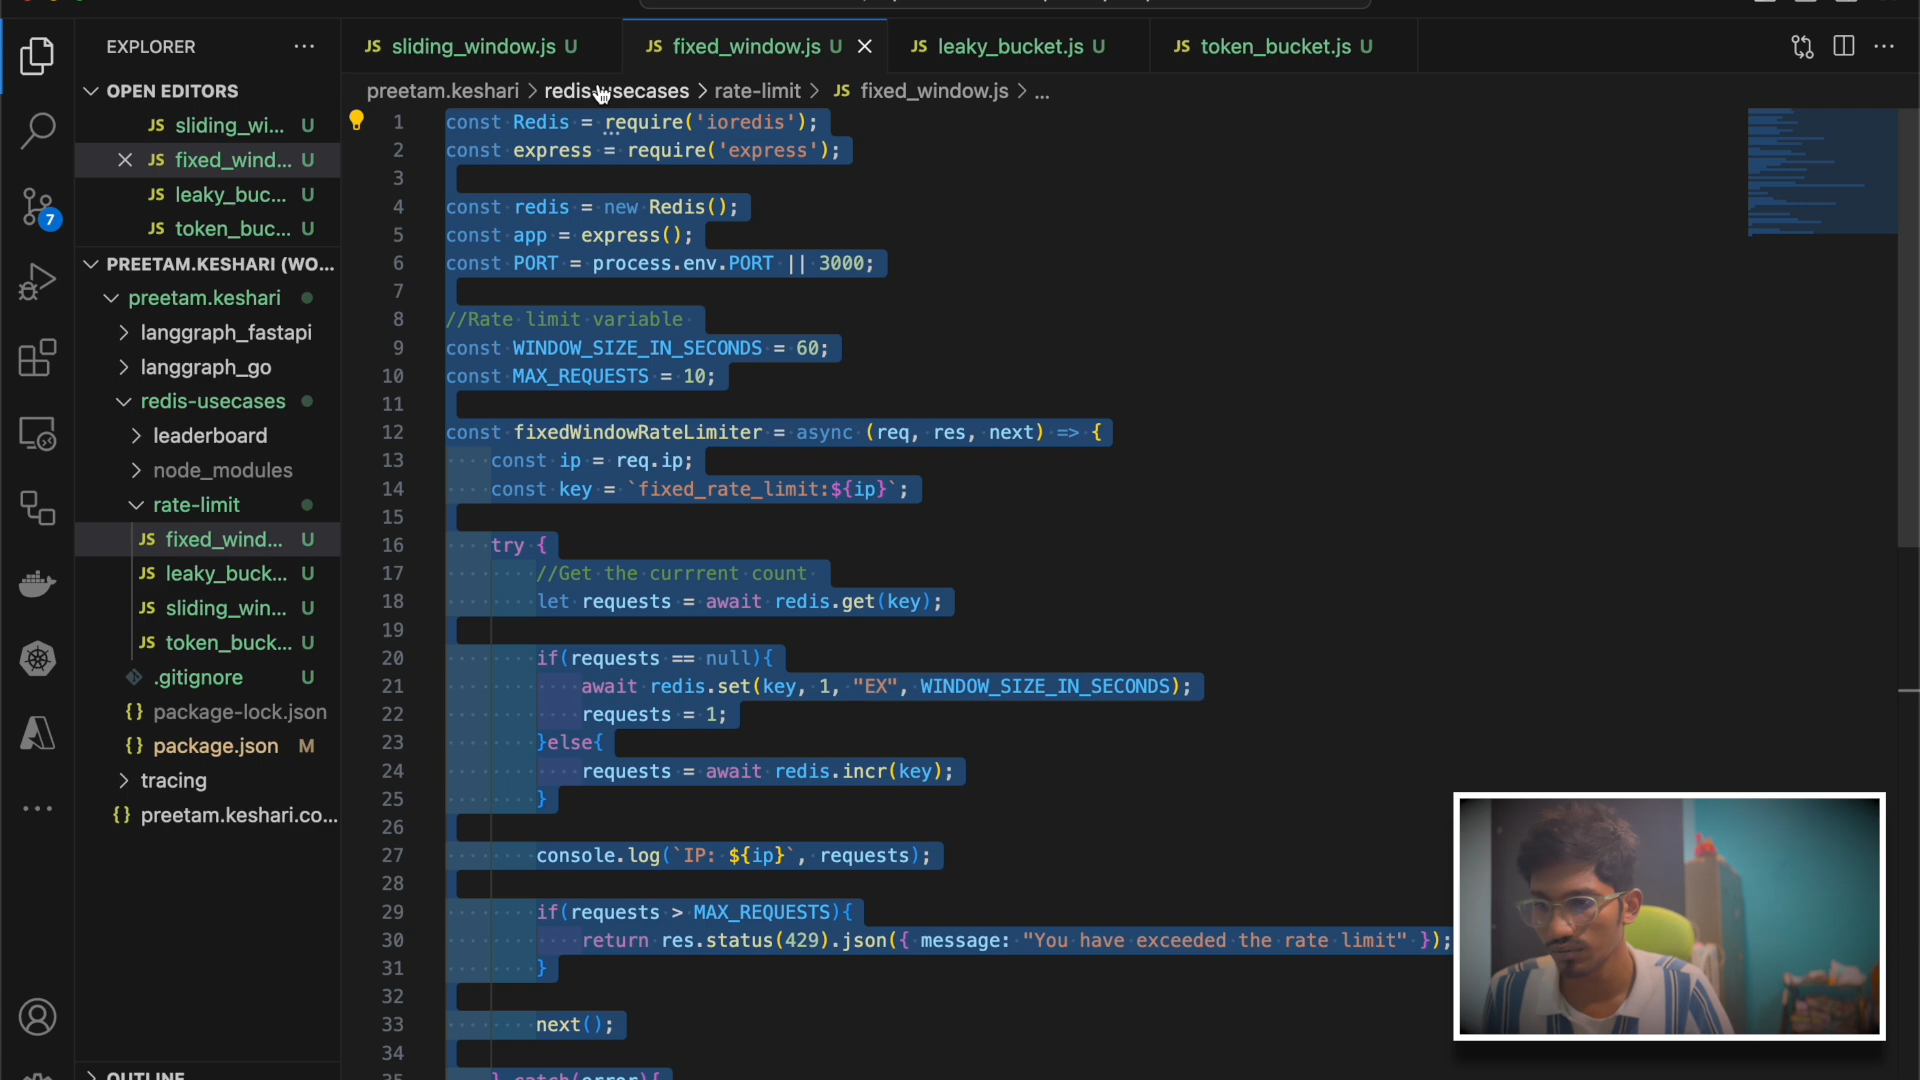 EXPLORER
OPEN EDITORS
JS sliding_wi... U
JS fixed_wind... U
JS leaky_buc... U
JS token_buc... U
PREETAM.KESHARI (WO...
preetam.keshari
langgraph_fastapi
langgraph_go
redis-usecases
leaderboard
node_modules
rate-limit
JS fixed_wind... U
JS leaky_buck... U
JS sliding_win... U
JS token_buck... U
.gitignore U
{} package-lock.json
{} package.json M
tracing
{} preetam.keshari.co...
OUTLINE
7
JS sliding_window.js U
JS fixed_window.js U
JS leaky_bucket.js U
JS token_bucket.js U
preetam.keshari > redis-usecases > rate-limit > JS fixed_window.js > ...
1 const Redis = require('ioredis');
2 const express = require('express');
3
4 const redis = new Redis();
5 const app = express();
6 const PORT = process.env.PORT || 3000;
7
8 //Rate limit variable
9 const WINDOW_SIZE_IN_SECONDS = 60;
10 const MAX_REQUESTS = 10;
11
12 const fixedWindowRateLimiter = async (req, res, next) => {
13 const ip = req.ip;
14 const key = `fixed_rate_limit:${ip}`;
15
16 try {
17 //Get the currrent count
18 let requests = await redis.get(key);
19
20 if(requests == null){
21 await redis.set(key, 1, "EX", WINDOW_SIZE_IN_SECONDS);
22 requests = 1;
23 }else{
24 requests = await redis.incr(key);
25 }
26
27 console.log(`IP: ${ip}`, requests);
28
29 if(requests > MAX_REQUESTS){
30 return res.status(429).json({ message: "You have exceeded the rate limit" });
31 }
32
33 next();
34
35 } catch(error){